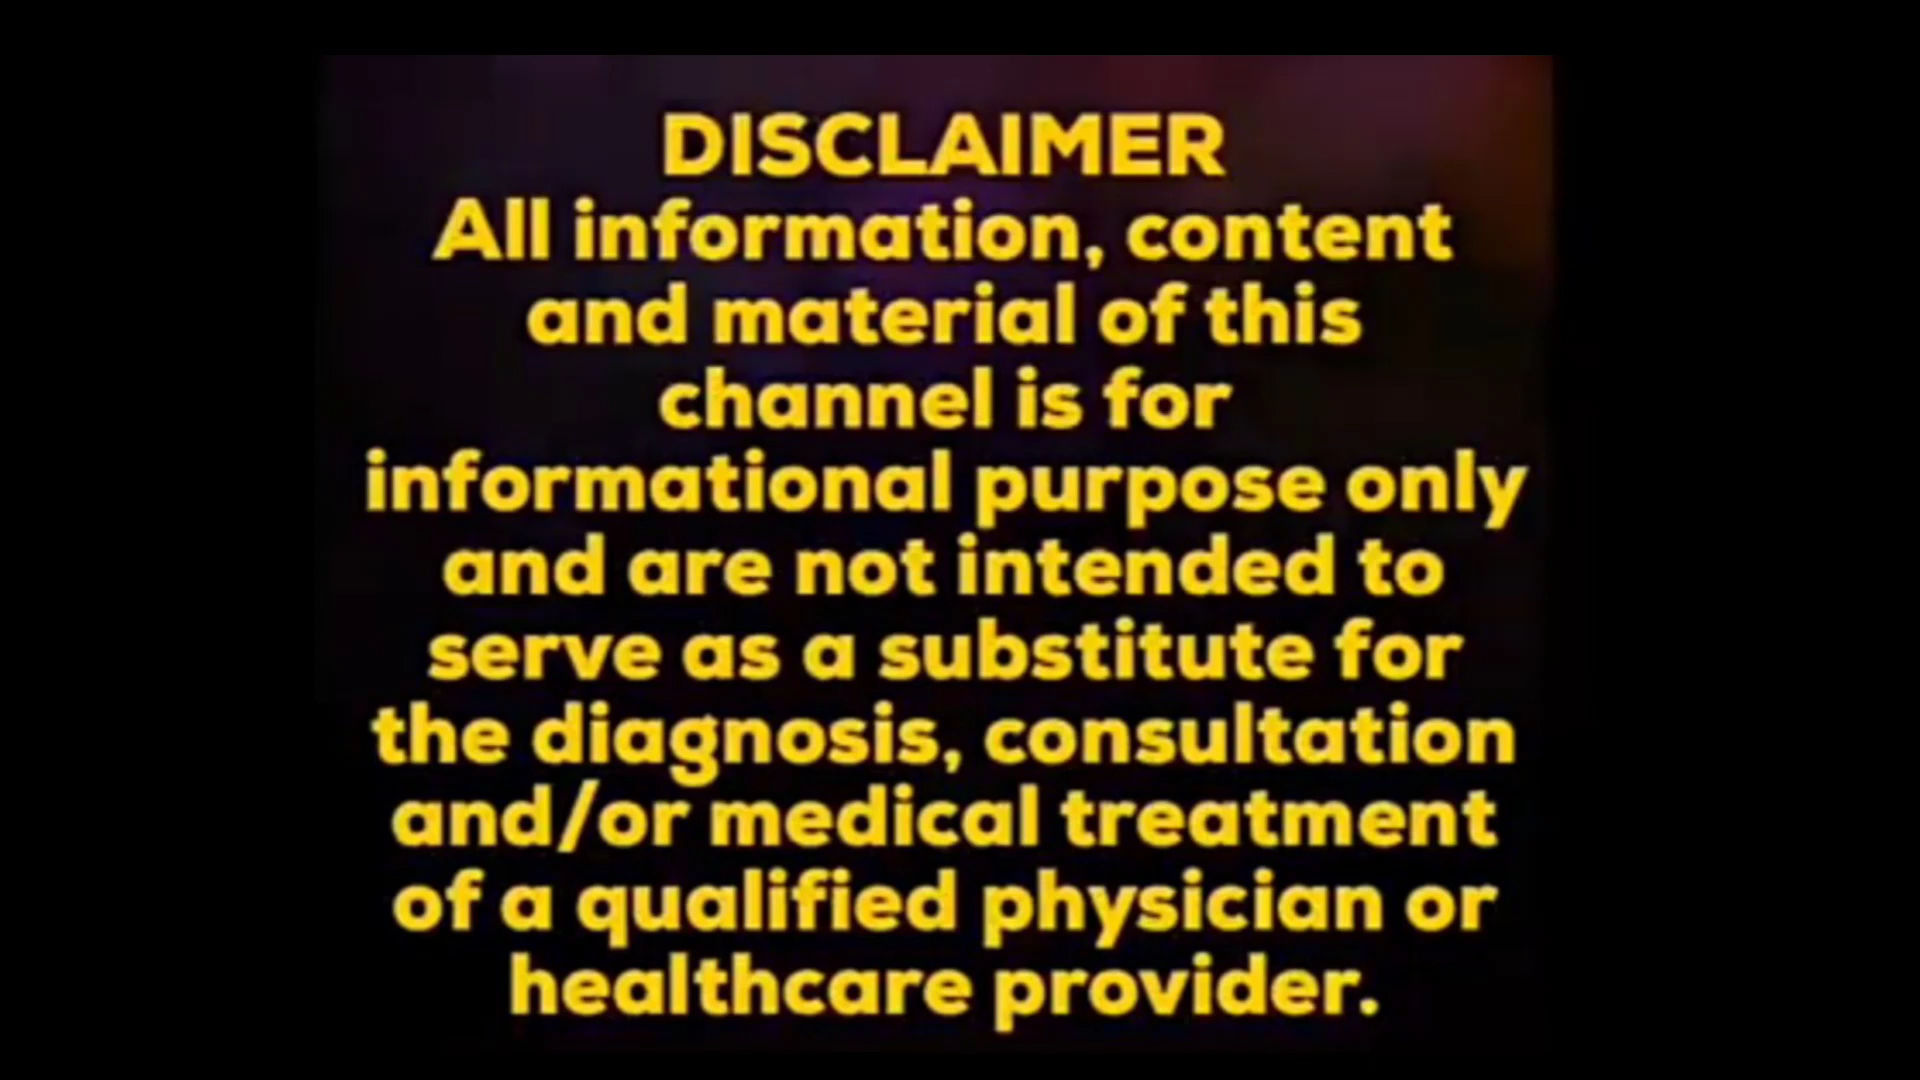 DISCLAIMER
All information, content
and material of this
channel is for
informational purpose only
and are not intended to
serve as a substitute for
the diagnosis, consultation
and/or medical treatment
of a qualified physician or
healthcare provider.